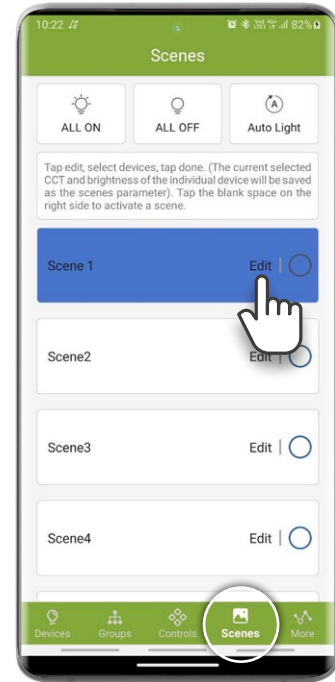 10:22 82%
Scenes
ALL ON ALL OFF Auto Light
Tap edit, select devices, tap done. (The current selected
CCT and brightness of the individual device will be saved
as the scenes parameter). Tap the blank space on the
right side to activate a scene.
Scene 1 Edit |
Scene2 Edit |
Scene3 Edit |
Scene4 Edit |
Devices Groups Controls Scenes More